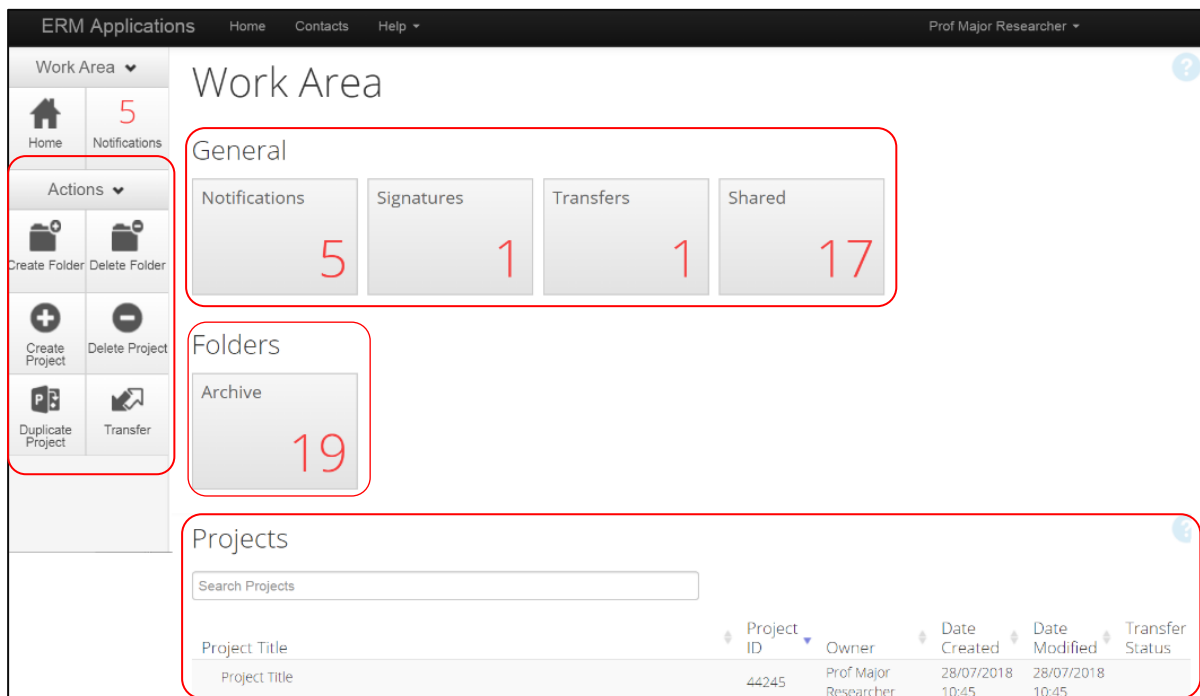 ERM Applications Home Contacts Help Prof Major Researcher
Work Area
Home
5
Notifications
Actions
Create Folder Delete Folder
Create Project
Delete Project
Duplicate Project
Transfer
Work Area
?
General
Notifications
5
Signatures
1
Transfers
1
Shared
17
Folders
Archive
19
Projects
?
Search Projects
Project Title
Project ID
Owner
Date Created
Date Modified
Transfer Status
Project Title
44245
Prof Major Researcher
28/07/2018 10:45
28/07/2018 10:45